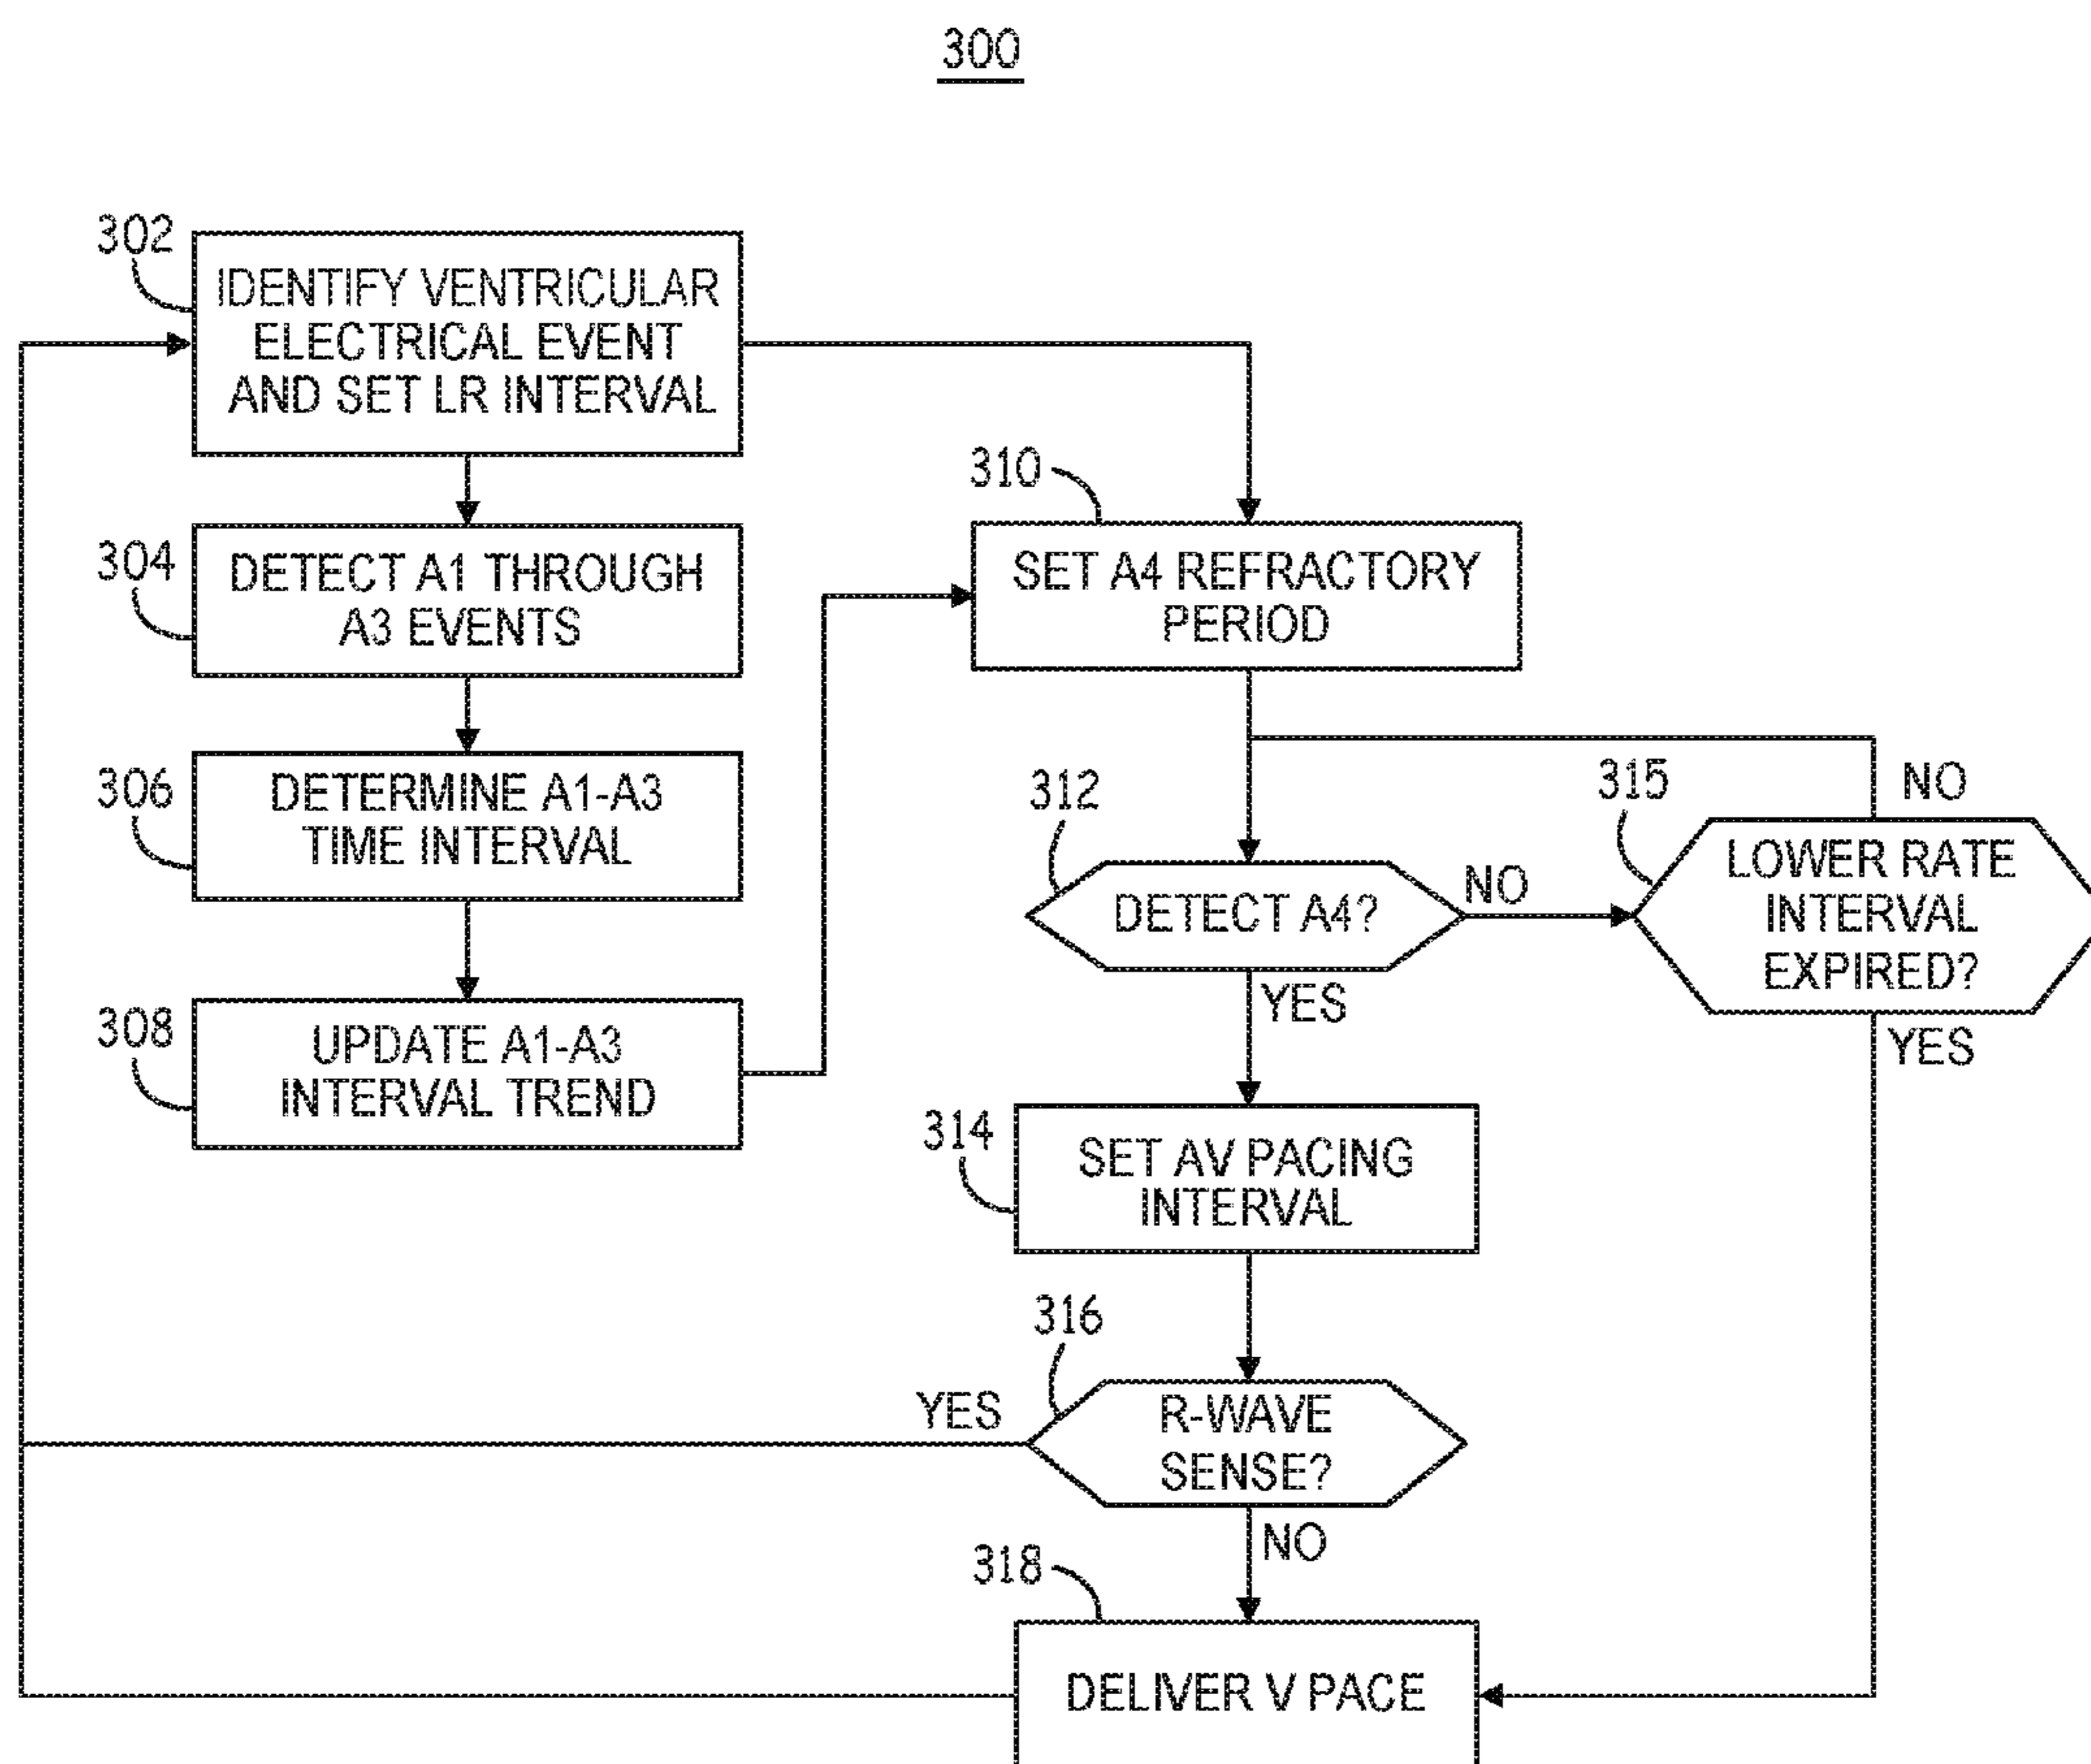 300
302
IDENTIFY VENTRICULAR
ELECTRICAL EVENT
AND SET LR INTERVAL
304
DETECT A1 THROUGH
A3 EVENTS
306
DETERMINE A1-A3
TIME INTERVAL
308
UPDATE A1-A3
INTERVAL TREND
310
SET A4 REFRACTORY
PERIOD
312
DETECT A4?
NO
YES
315
NO
LOWER RATE
INTERVAL
EXPIRED?
YES
314
SET AV PACING
INTERVAL
316
YES
R-WAVE
SENSE?
NO
318
DELIVER V PACE